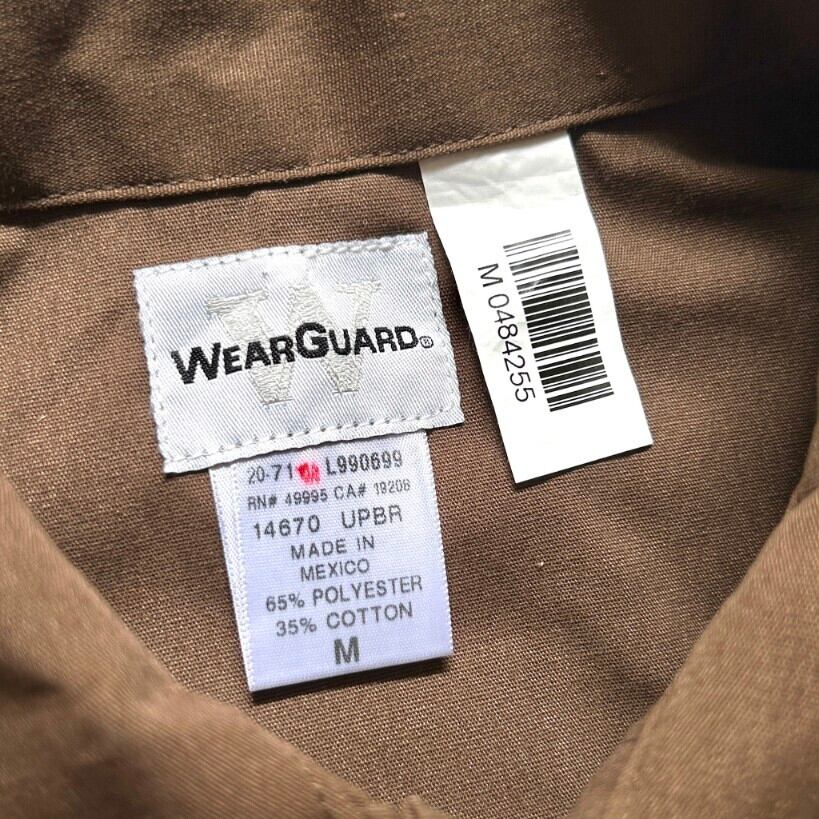 WEARGUARD®
M 0484255
20-71 L990699
RN# 49995 CA# 19206
14670 UPBR
MADE IN
MEXICO
65% POLYESTER
35% COTTON
M